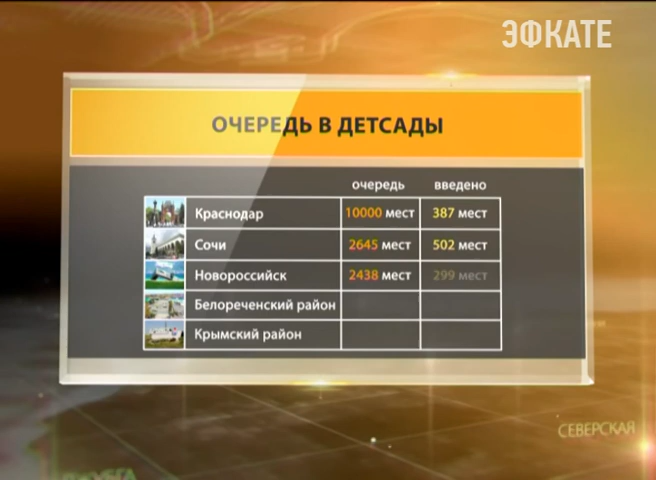 ЭФКАТЕ
ОЧЕРЕДЬ В ДЕТСАДЫ
очередь введено
Краснодар 10000 мест 387 мест
Сочи 2645 мест 502 мест
Новороссийск 2438 мест 299 мест
Белореченский район
Крымский район
СЕВЕРСКАЯ
ДЖУБГА